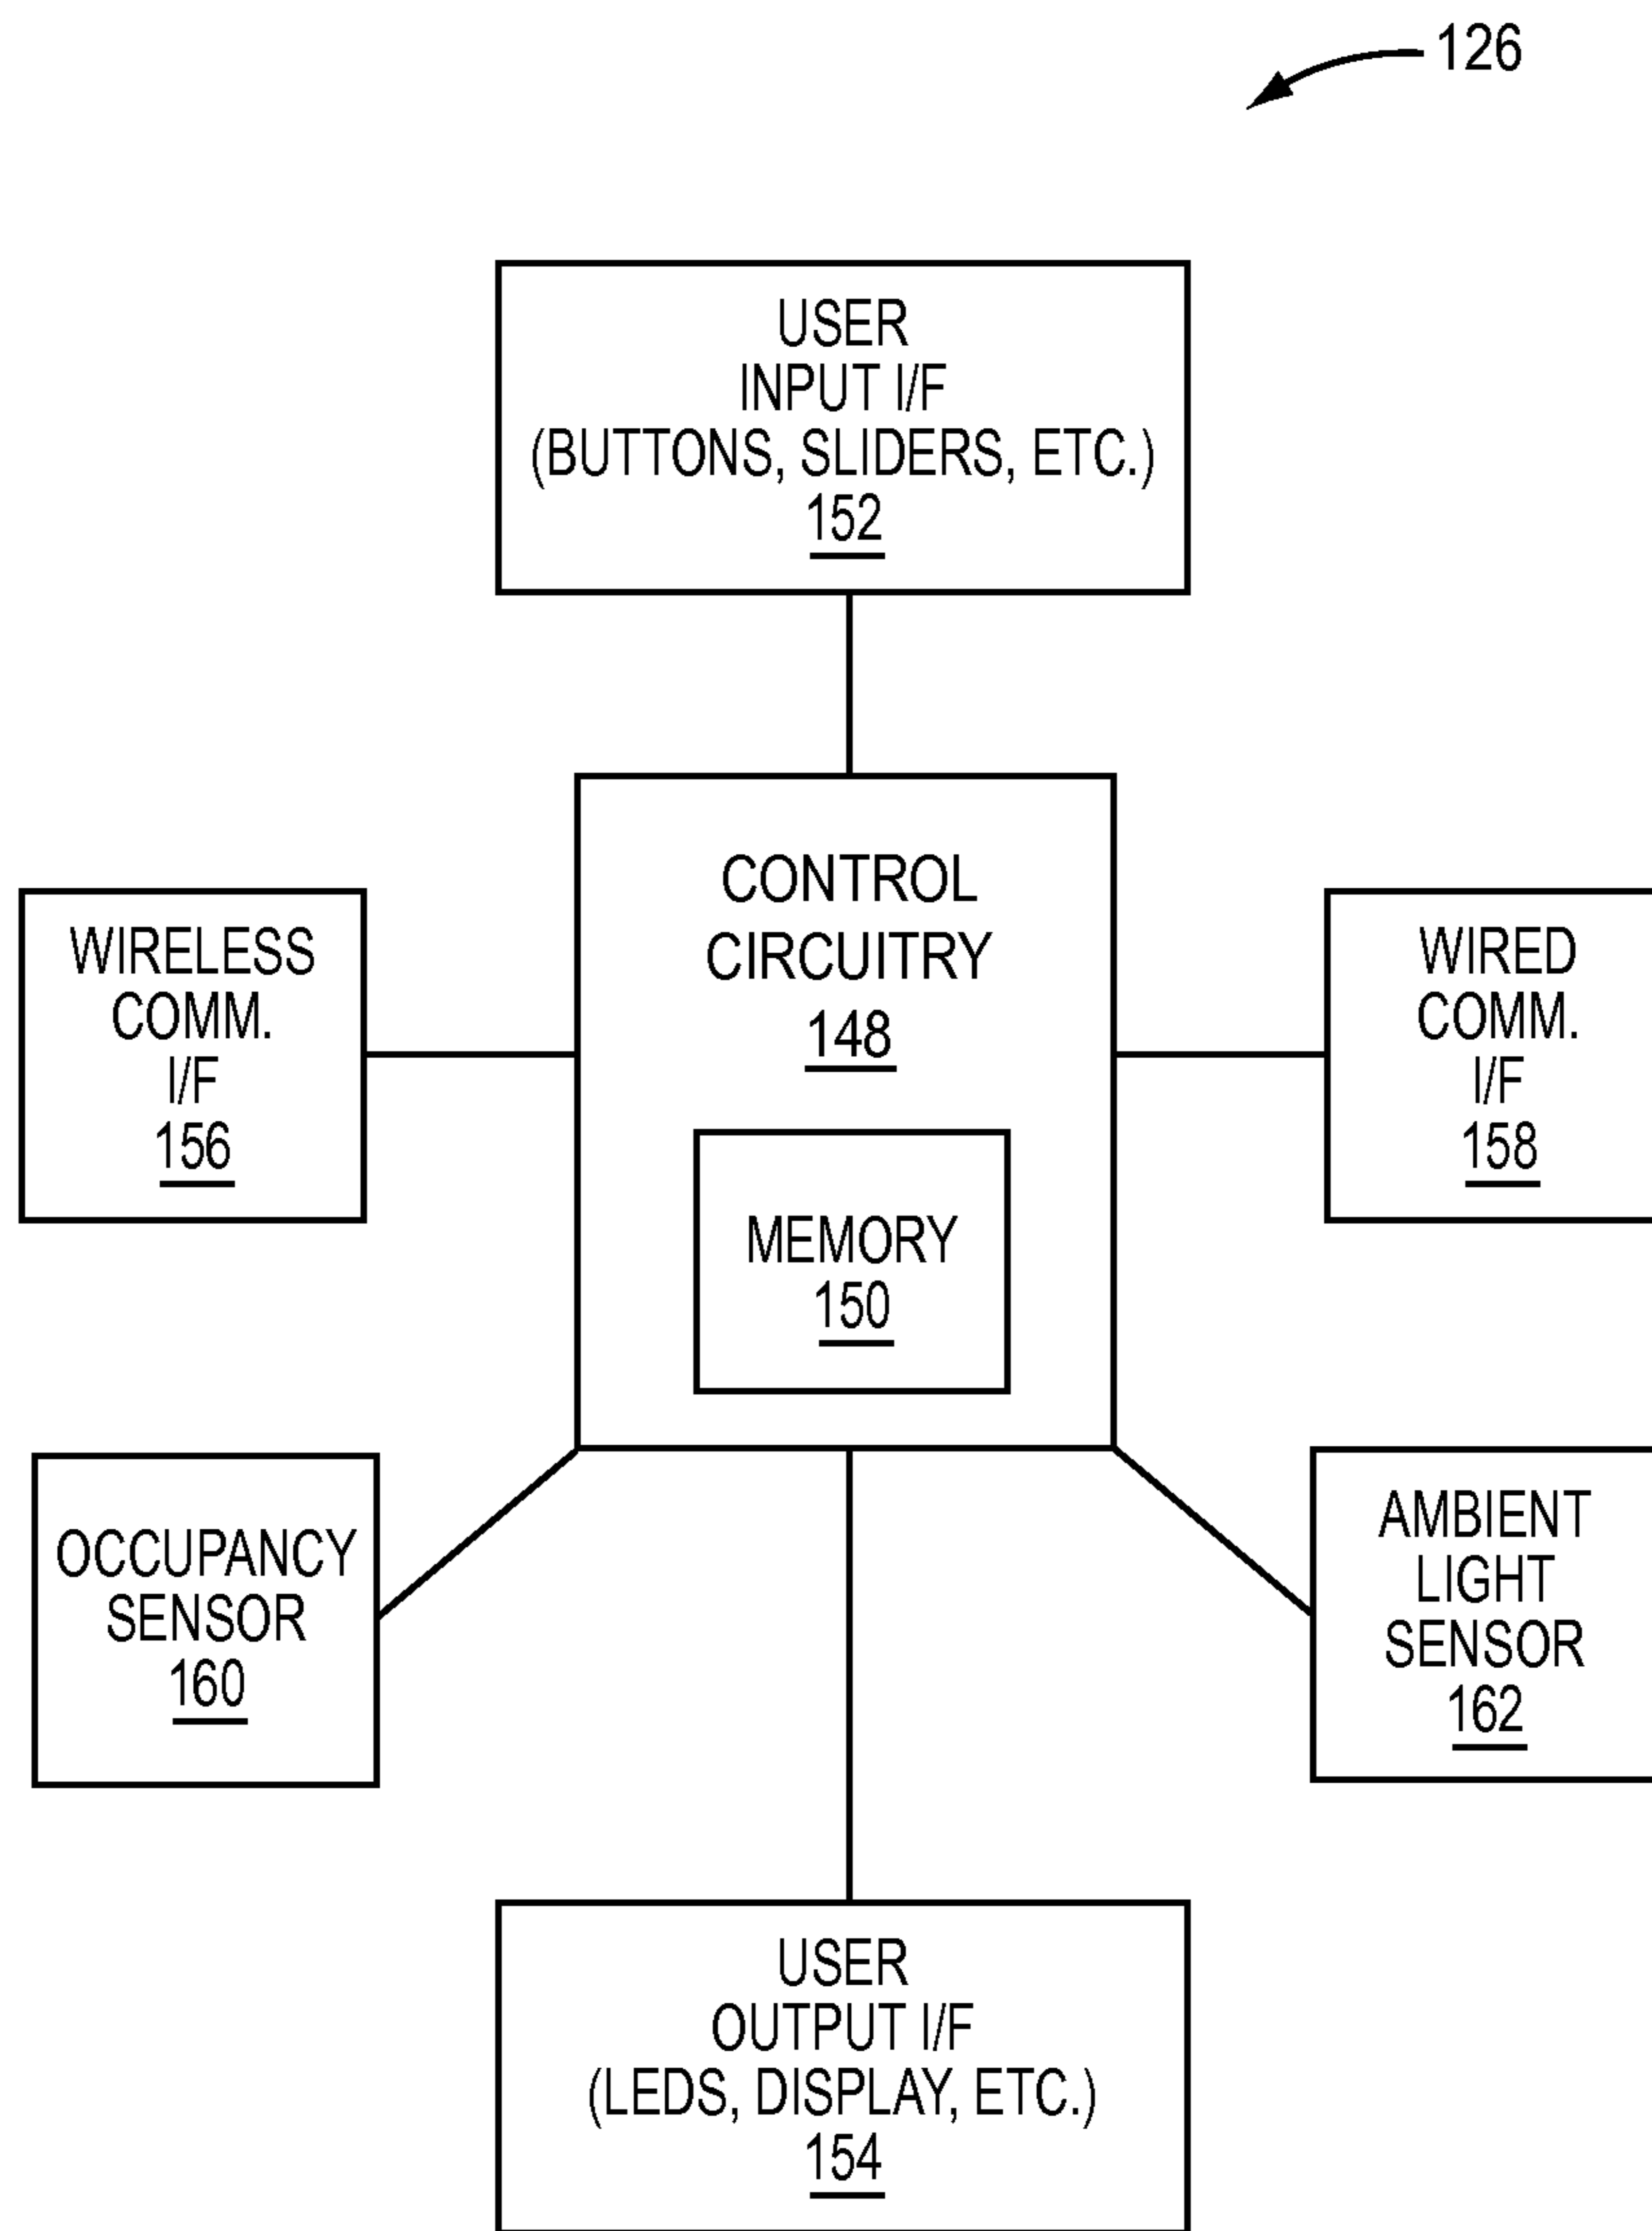 126
USER
INPUT I/F
(BUTTONS, SLIDERS, ETC.)
152
CONTROL
CIRCUITRY
148
MEMORY
150
WIRELESS
COMM.
I/F
156
WIRED
COMM.
I/F
158
OCCUPANCY
SENSOR
160
AMBIENT
LIGHT
SENSOR
162
USER
OUTPUT I/F
(LEDS, DISPLAY, ETC.)
154